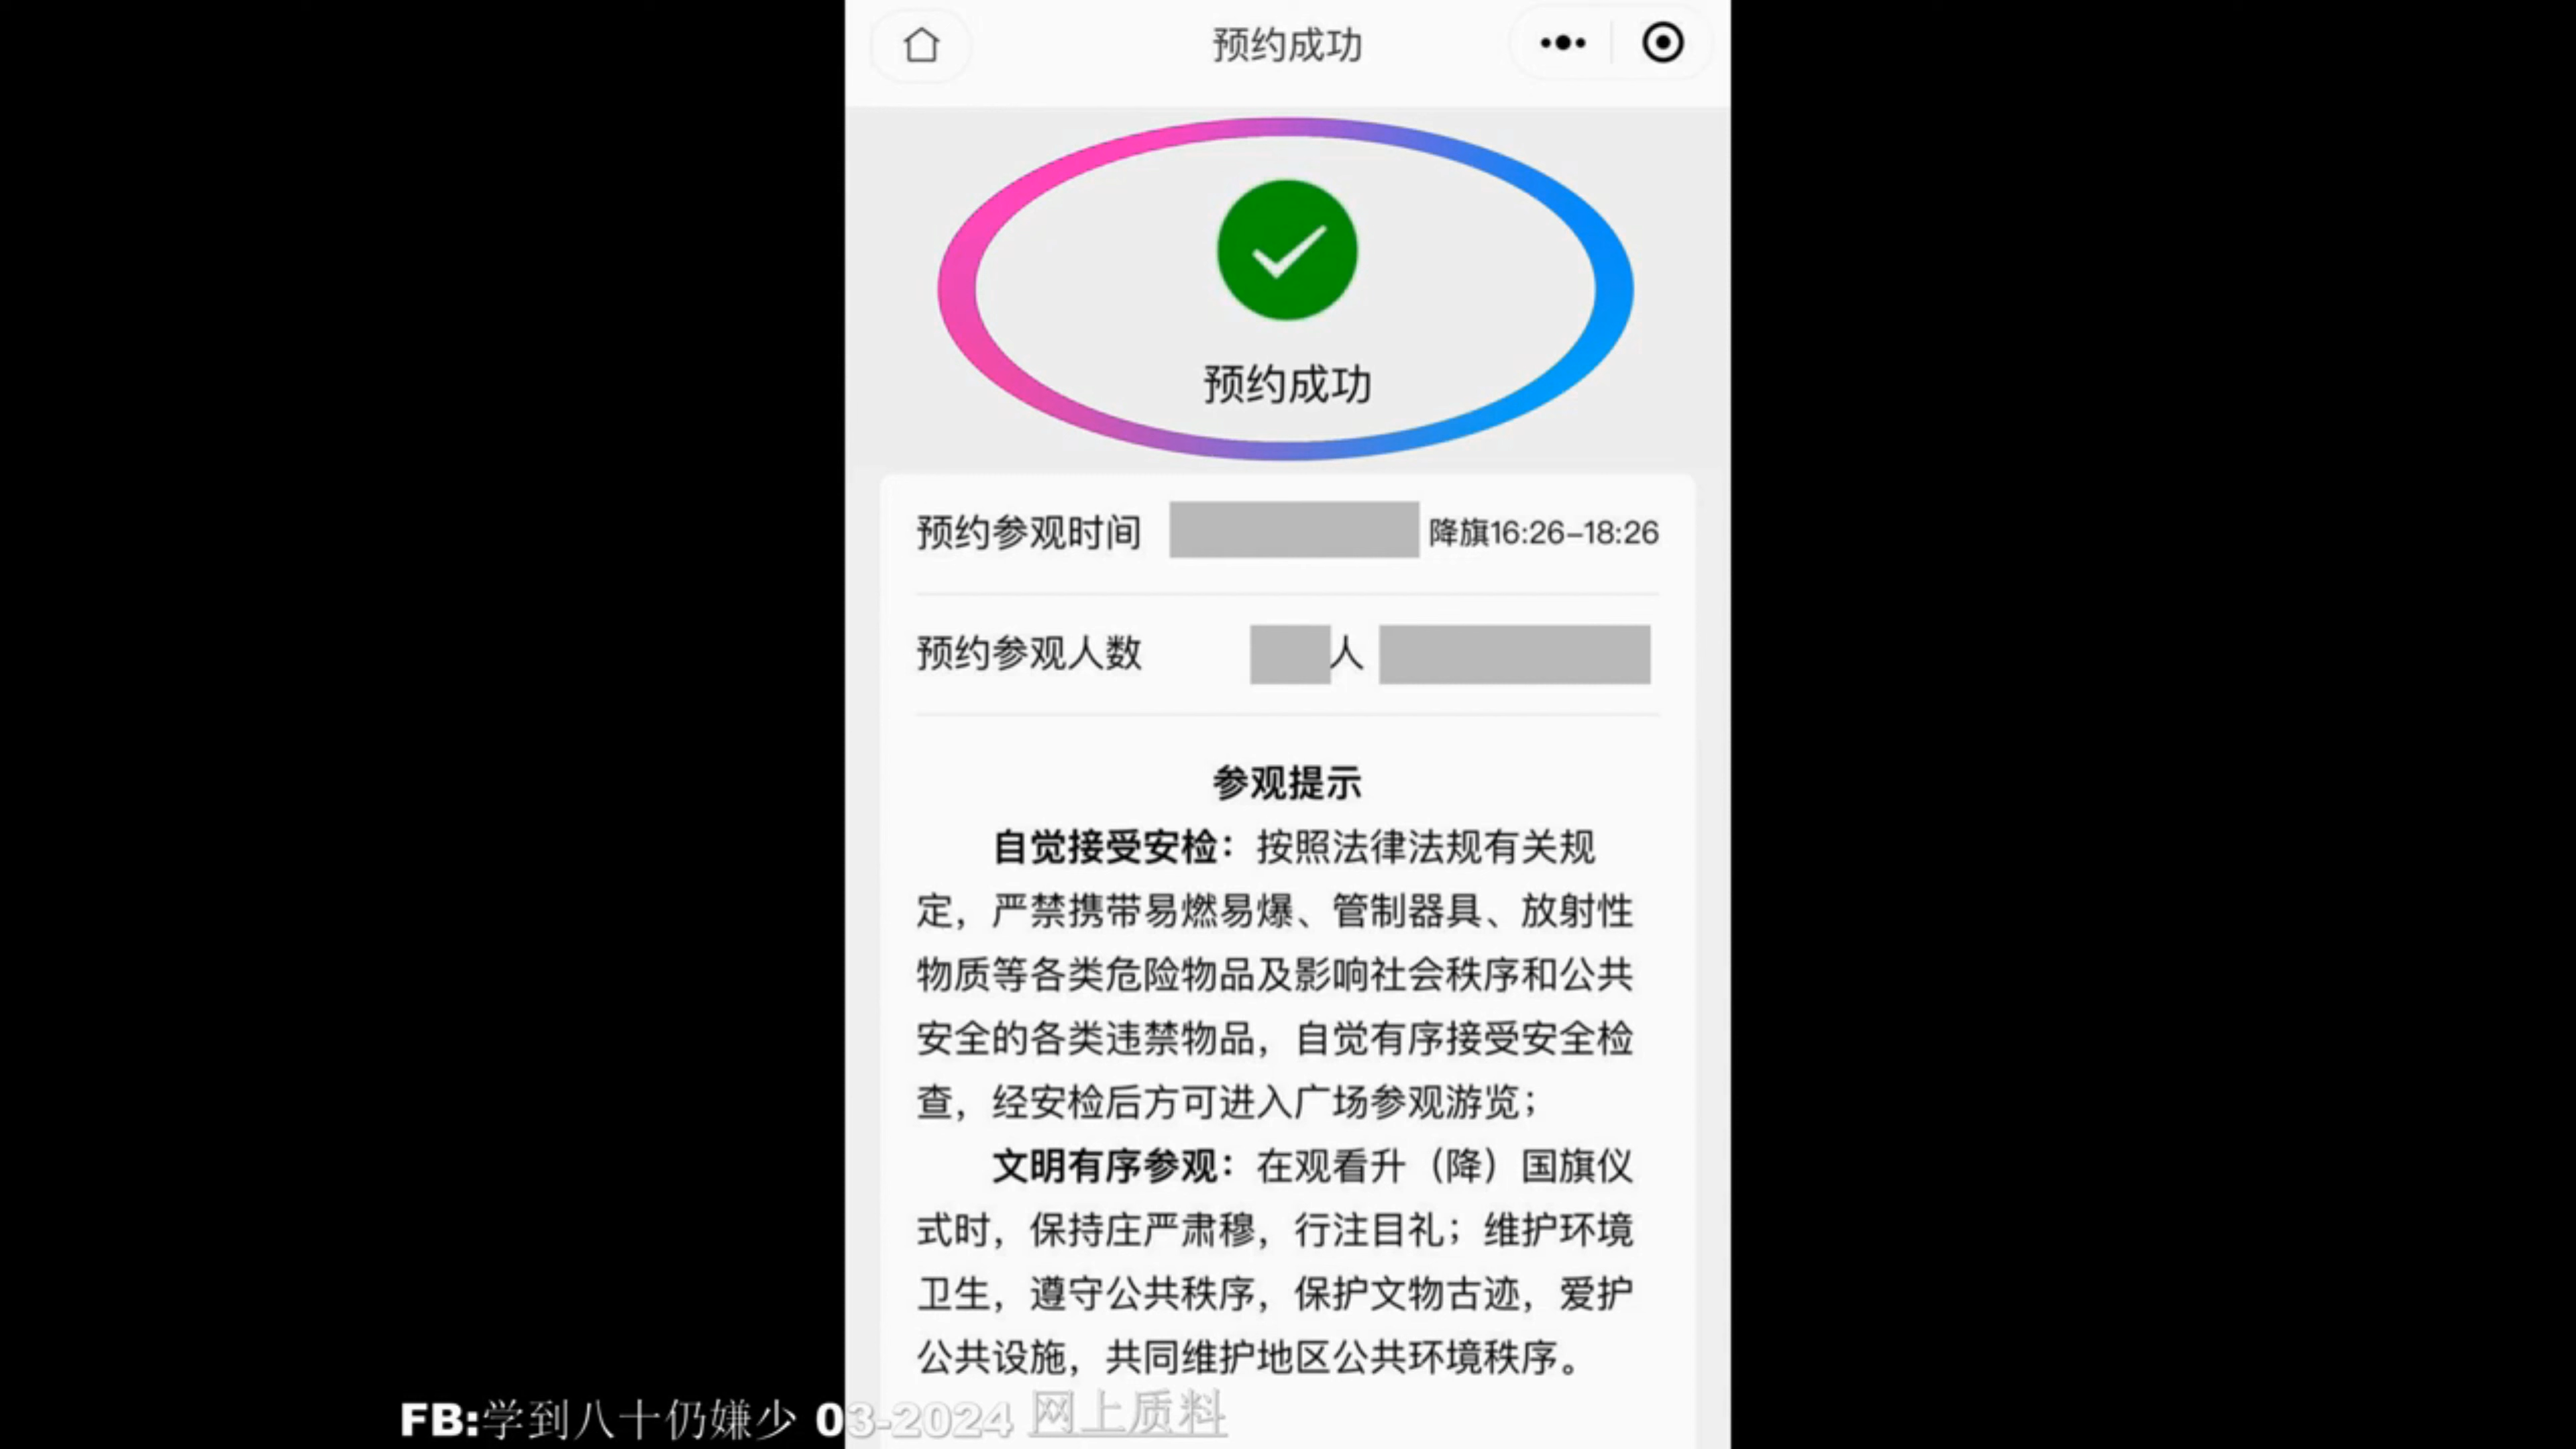 预约成功
预约成功
预约参观时间 降旗16:26-18:26
预约参观人数 人
参观提示
自觉接受安检：按照法律法规有关规
定，严禁携带易燃易爆、管制器具、放射性
物质等各类危险物品及影响社会秩序和公共
安全的各类违禁物品，自觉有序接受安全检
查，经安检后方可进入广场参观游览；
文明有序参观：在观看升（降）国旗仪
式时，保持庄严肃穆，行注目礼；维护环境
卫生，遵守公共秩序，保护文物古迹，爱护
公共设施，共同维护地区公共环境秩序。
FB:学到八十仍嫌少 03-2024 网上质料